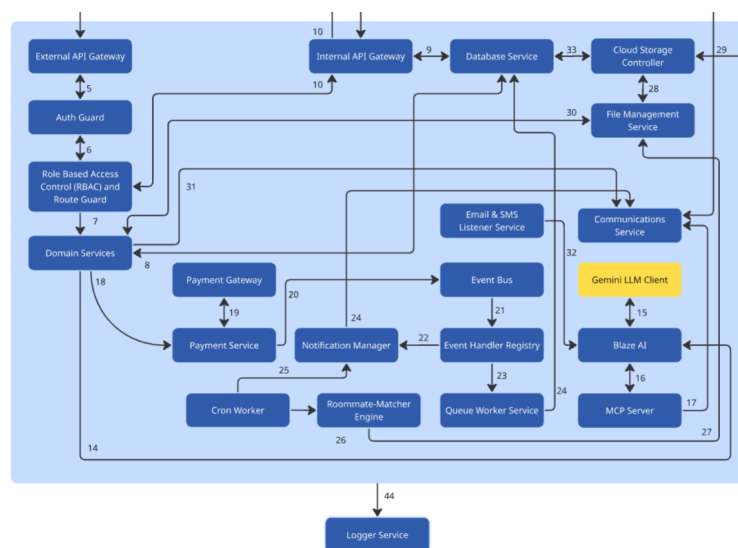 10
External API Gateway
Internal API Gateway
9
Database Service
33
Cloud Storage
Controller
29
5
10
28
Auth Guard
30
File Management
Service
6
Role Based Access
Control (RBAC) and
Route Guard
31
7
Email & SMS
Listener Service
Communications
Service
Domain Services
8
32
18
Payment Gateway
20
Event Bus
Gemini LLM Client
19
24
21
15
Payment Service
Notification Manager
22
Event Handler Registry
Blaze AI
25
23
24
16
Cron Worker
Roommate-Matcher
Engine
Queue Worker Service
MCP Server
17
14
26
27
44
Logger Service